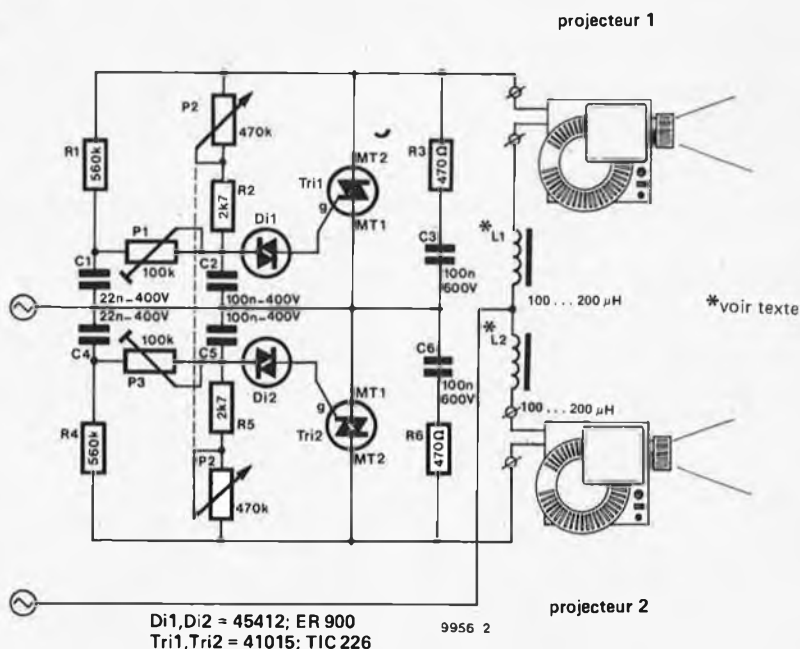 projecteur 1
P2
470k
R1
560k
R2
2k7
MT2
Tri1
g
MT1
R3
470 Ω
Di1
P1
100k
C1
22n–400V
C2
100n–400V
C3
100n
600V
*L1
100 ... 200 µH
*voir texte
22n–400V
C4
100n–400V
C5
100k
P3
Di2
C6
100n
600V
*L2
100 ... 200 µH
R4
560k
2k7
R5
MT1
g
Tri2
MT2
R6
470Ω
P2
470k
Di1,Di2 = 45412; ER 900
Tri1,Tri2 = 41015; TIC 226
9956 2
projecteur 2